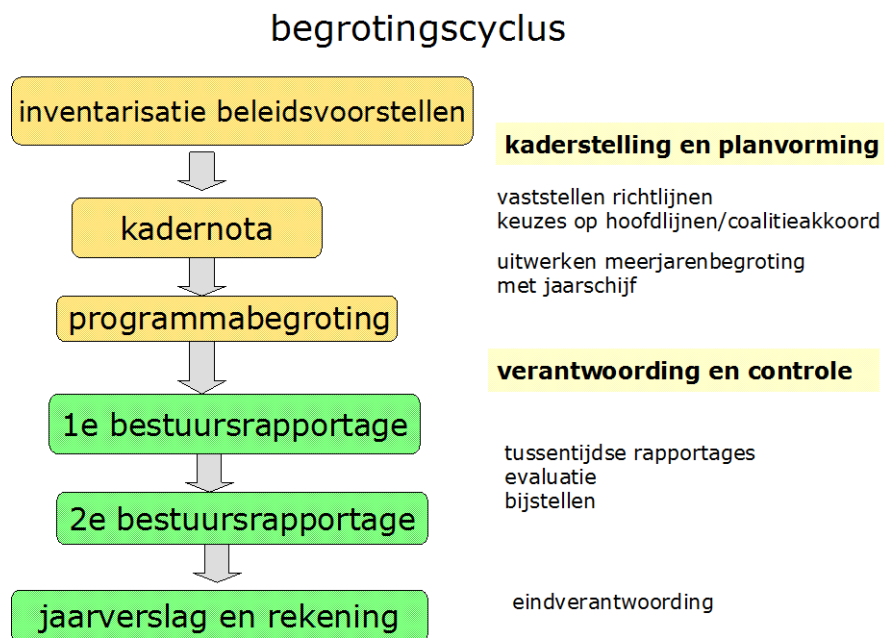 begrotingscyclus
inventarisatie beleidsvoorstellen
kadernota
programmabegroting
1e bestuursrapportage
2e bestuursrapportage
jaarverslag en rekening
kaderstelling en planvorming
vaststellen richtlijnen
keuzes op hoofdlijnen/coalitieakkoord
uitwerken meerjarenbegroting
met jaarschijf
verantwoording en controle
tussentijdse rapportages
evaluatie
bijstellen
eindverantwoording